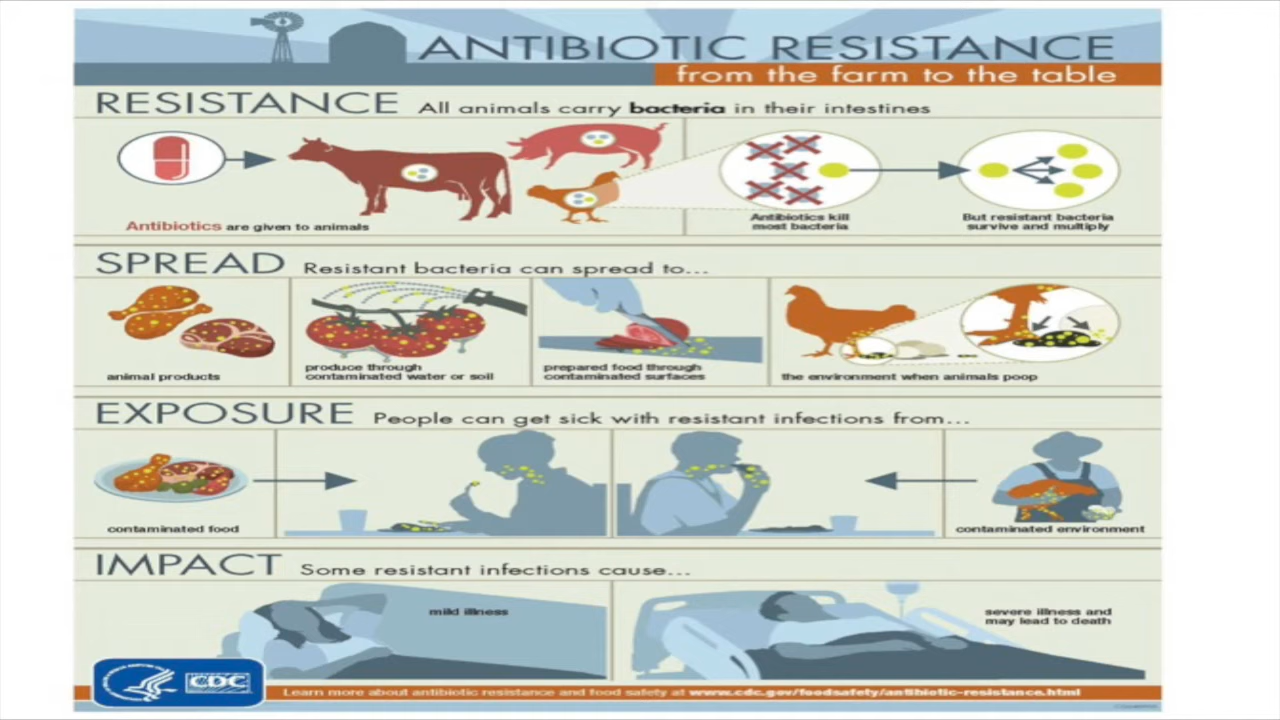 ANTIBIOTIC RESISTANCE
from the farm to the table
RESISTANCE All animals carry bacteria in their intestines
Antibiotics are given to animals
Antibiotics kill
most bacteria
But resistant bacteria
survive and multiply
SPREAD Resistant bacteria can spread to...
animal products
produce through
contaminated water or soil
prepared food through
contaminated surfaces
the environment when animals poop
EXPOSURE People can get sick with resistant infections from...
contaminated food
contaminated environment
IMPACT Some resistant infections cause...
mild illness
severe illness and
may lead to death
CDC
Learn more about antibiotic resistance and food safety at www.cdc.gov/foodsafety/antibiotic-resistance.html